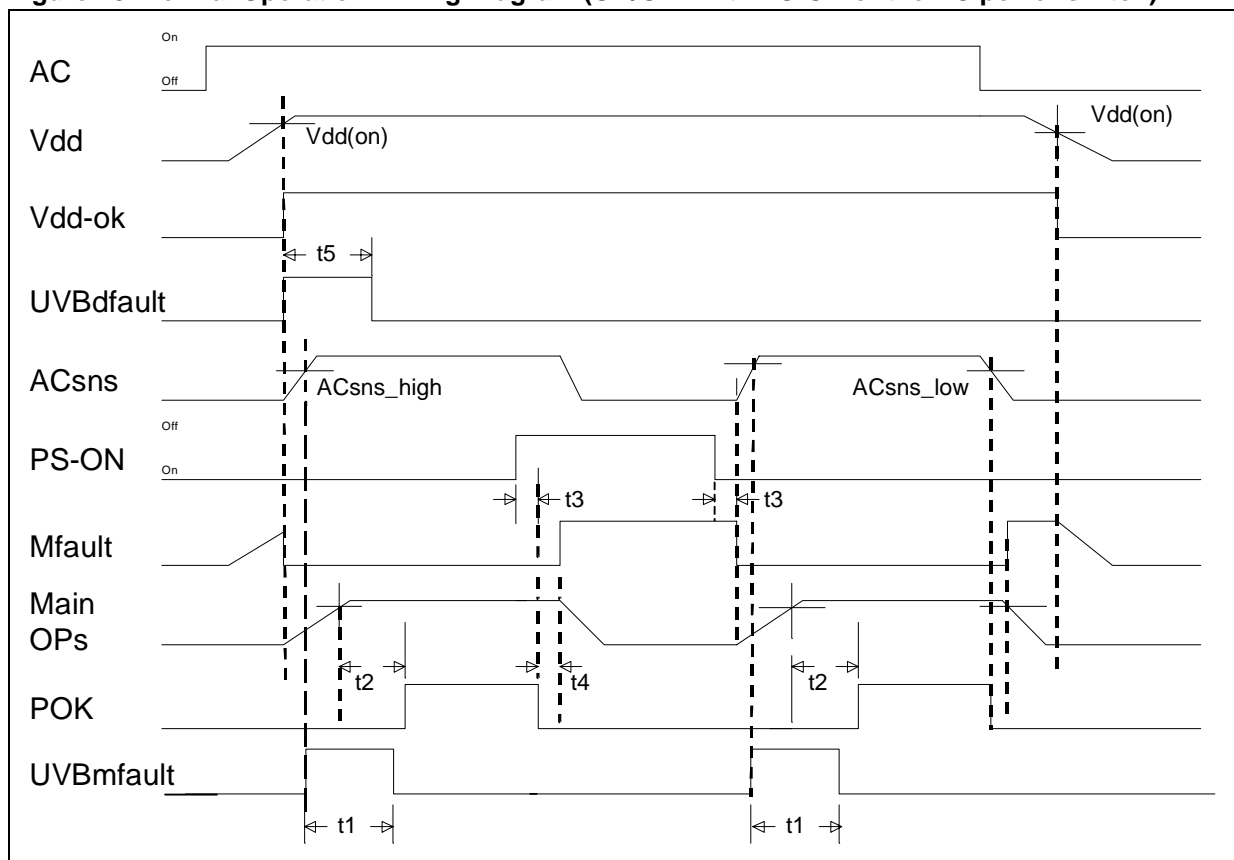 On
AC
Off
Vdd
Vdd(on)
Vdd(on)
Vdd-ok
t5
UVBdfault
ACsns
ACsns_high
ACsns_low
Off
PS-ON
On
t3
t3
Mfault
Main
OPs
t2
t4
t2
POK
UVBmfault
t1
t1